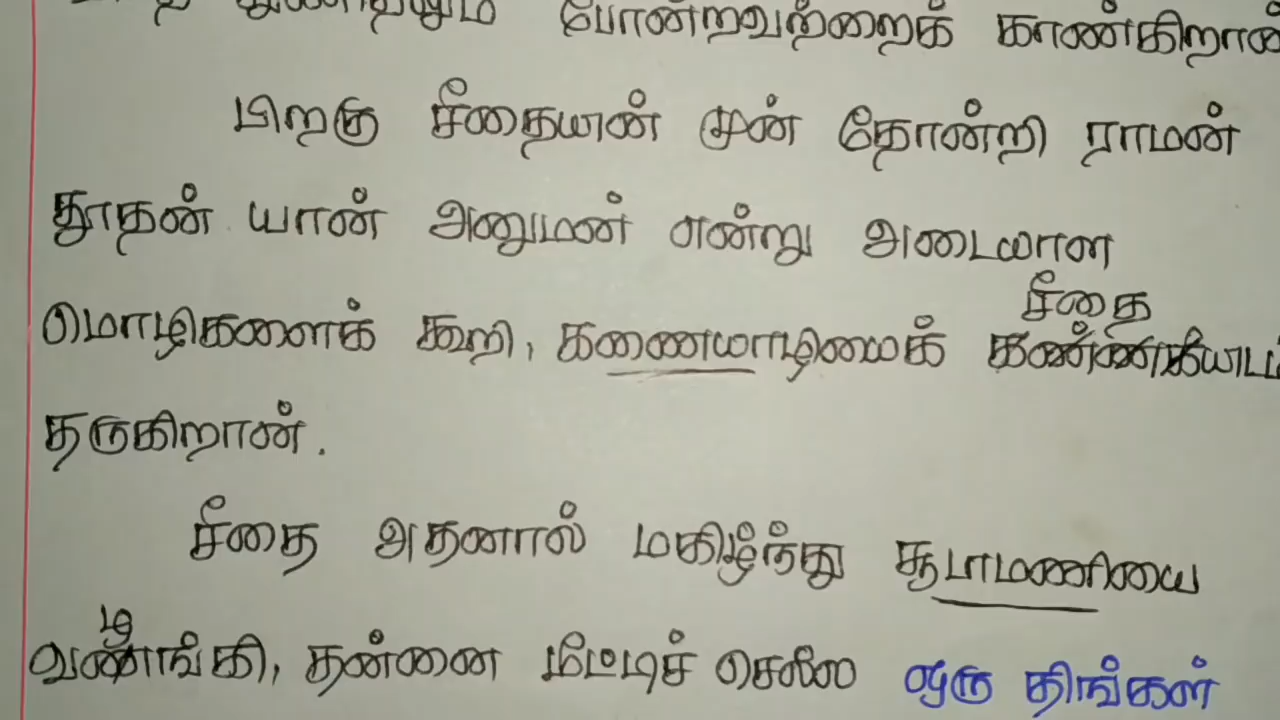 போன்றவற்றைக் காண்கிறான்
பிறகு சீதையின் முன் தோன்றி ராமன்
தூதன் யான் அனுமன் என்று அடையாள
சீதை
மொழிகளைக் கூறி, கணையாழியைக் கண்ணகியிடம்
தருகிறான்.
சீதை அதனால் மகிழ்ந்து சூடாமணியை
வழங்கி, தன்னை மீட்டிச் செல்ல ஒரு திங்கள்